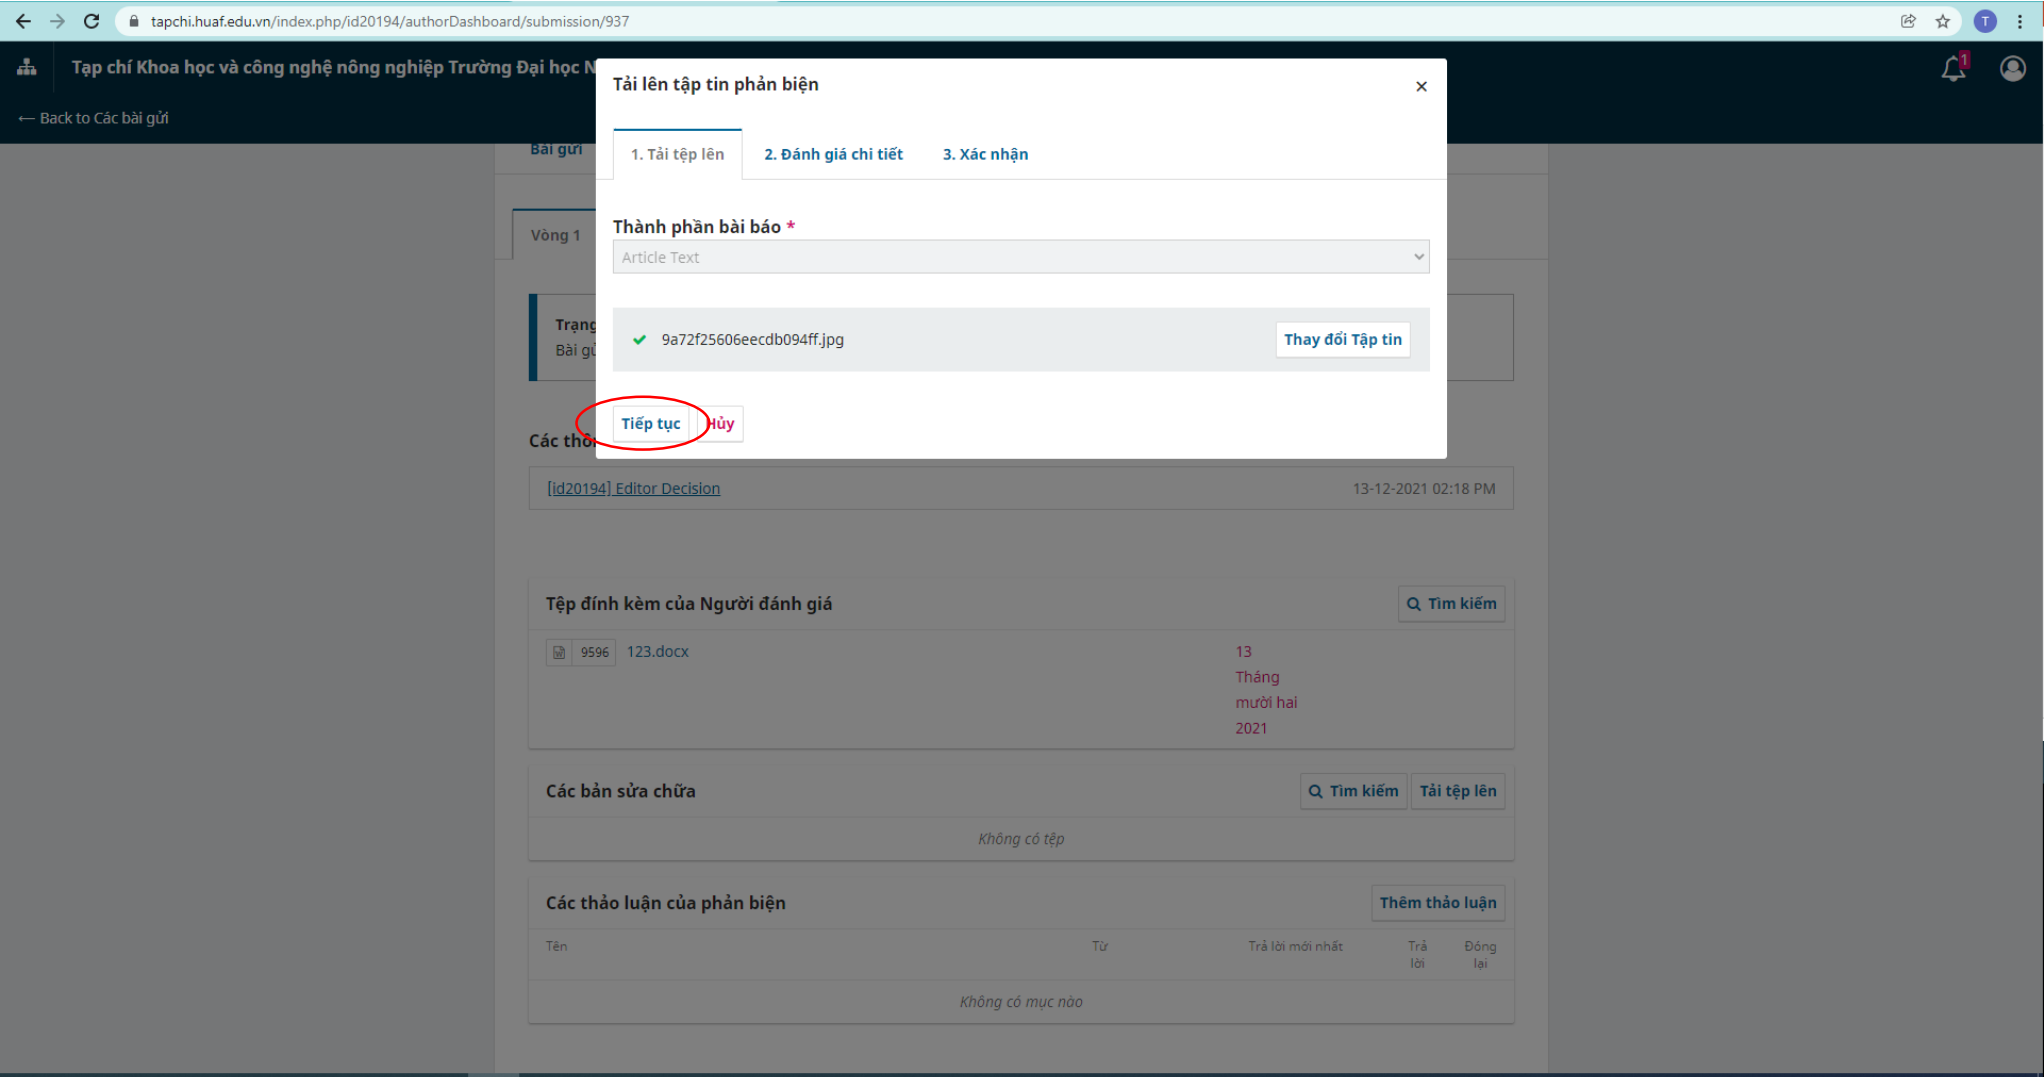 tapchi.huaf.edu.vn/index.php/id20194/authorDashboard/submission/937
T
Tạp chí Khoa học và công nghệ nông nghiệp Trường Đại học N
1
← Back to Các bài gửi
Tải lên tập tin phản biện
×
Bài gửi
1. Tải tệp lên
2. Đánh giá chi tiết
3. Xác nhận
Vòng 1
Thành phần bài báo *
Article Text
Trạng
Bài gử
9a72f25606eecdb094ff.jpg
Thay đổi Tập tin
Tiếp tục
Hủy
Các thôn
[id20194] Editor Decision
13-12-2021 02:18 PM
Tệp đính kèm của Người đánh giá
Tìm kiếm
9596
123.docx
13
Tháng
mười hai
2021
Các bản sửa chữa
Tìm kiếm
Tải tệp lên
Không có tệp
Các thảo luận của phản biện
Thêm thảo luận
Tên
Từ
Trả lời mới nhất
Trả
lời
Đóng
lại
Không có mục nào